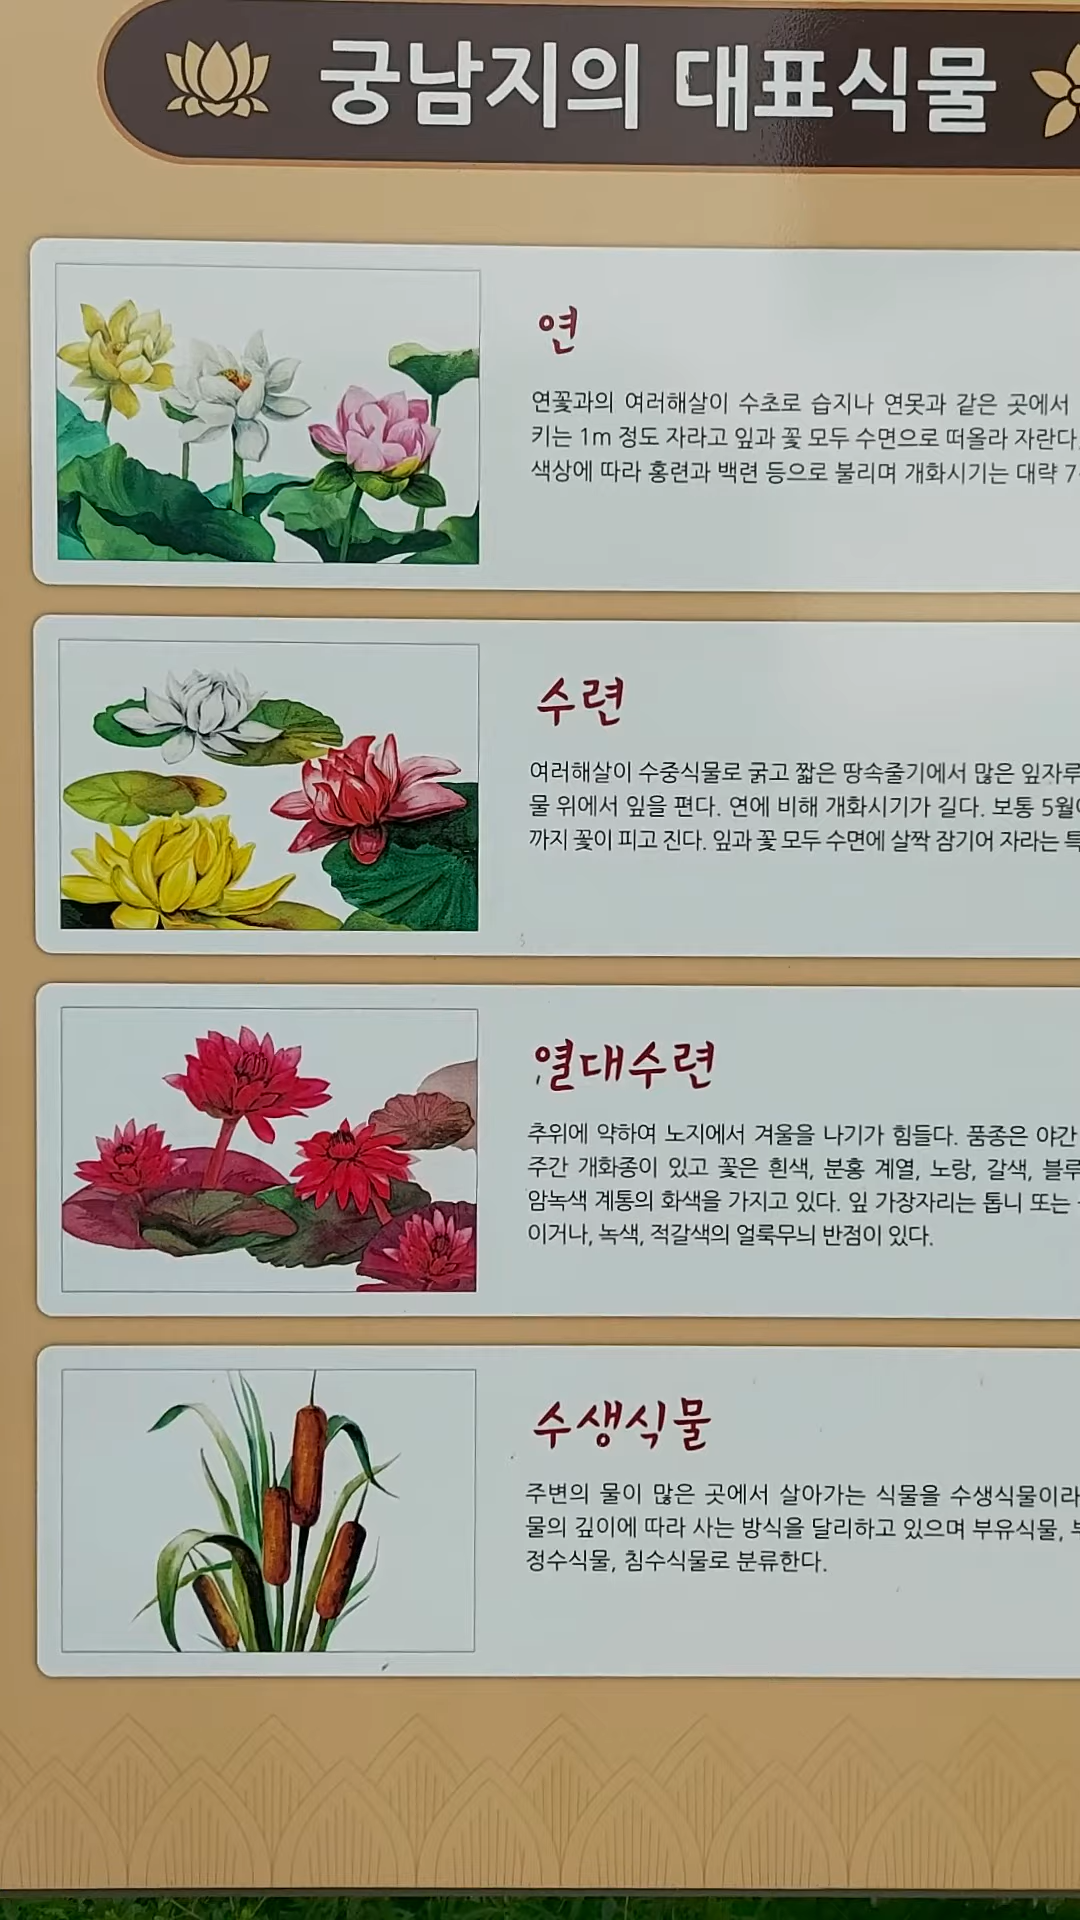 궁남지의 대표식물
연
연꽃과의 여러해살이 수초로 습지나 연못과 같은 곳에서
키는 1m 정도 자라고 잎과 꽃 모두 수면으로 떠올라 자란다.
색상에 따라 홍련과 백련 등으로 불리며 개화시기는 대략 7
수련
여러해살이 수중식물로 굵고 짧은 땅속줄기에서 많은 잎자루
물 위에서 잎을 편다. 연에 비해 개화시기가 길다. 보통 5월
까지 꽃이 피고 진다. 잎과 꽃 모두 수면에 살짝 잠기어 자라는
열대수련
추위에 약하여 노지에서 겨울을 나기가 힘들다. 품종은 야간
주간 개화종이 있고 꽃은 흰색, 분홍 계열, 노랑, 갈색, 블루
암녹색 계통의 화색을 가지고 있다. 잎 가장자리는 톱니 또는
이거나, 녹색, 적갈색의 얼룩무늬 반점이 있다.
수생식물
주변의 물이 많은 곳에서 살아가는 식물을 수생식물이라
물의 깊이에 따라 사는 방식을 달리하고 있으며 부유식물,
정수식물, 침수식물로 분류한다.